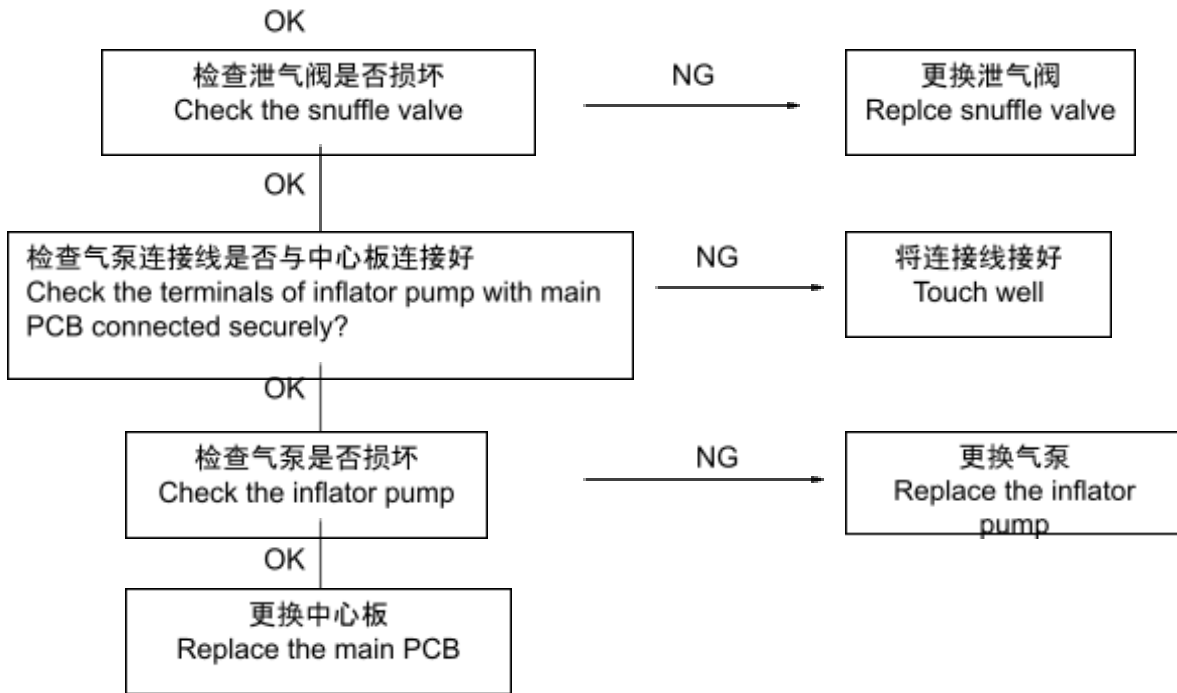 OK
检查泄气阀是否损坏
Check the snuffle valve
NG
更换泄气阀
Replce snuffle valve
OK
检查气泵连接线是否与中心板连接好
Check the terminals of inflator pump with main
PCB connected securely?
NG
将连接线接好
Touch well
OK
检查气泵是否损坏
Check the inflator pump
NG
更换气泵
Replace the inflator
pump
OK
更换中心板
Replace the main PCB